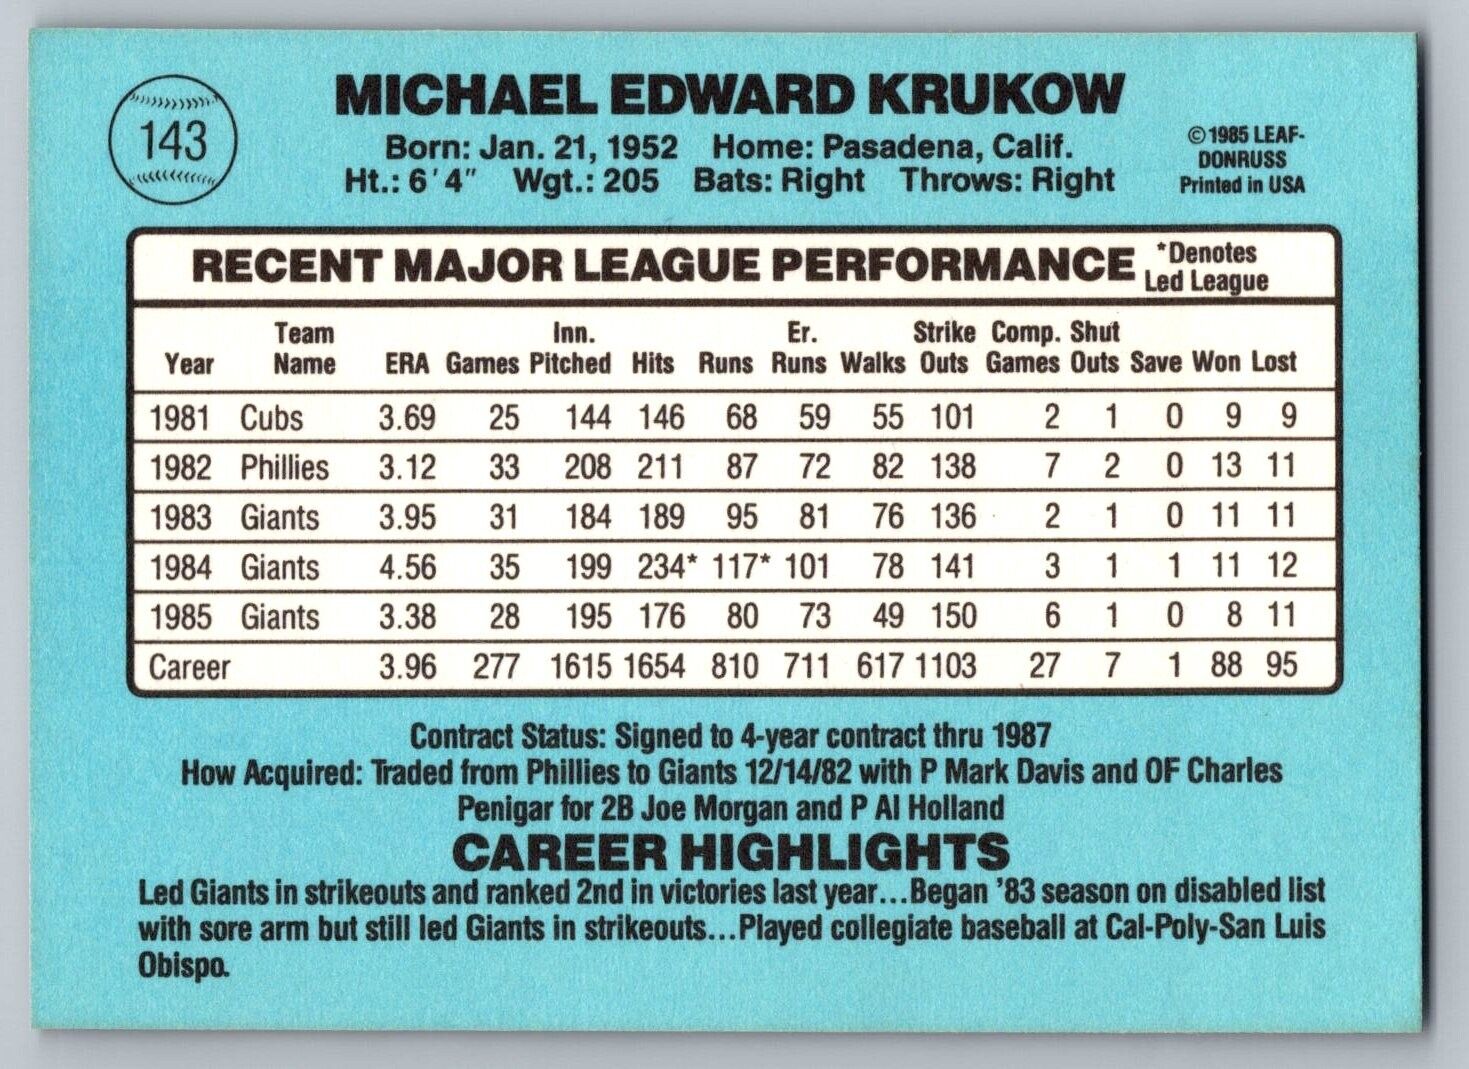 143
MICHAEL EDWARD KRUKOW
Born: Jan. 21, 1952 Home: Pasadena, Calif.
Ht.: 6'4" Wgt.: 205 Bats: Right Throws: Right
©1985 LEAF-
DONRUSS
Printed in USA
RECENT MAJOR LEAGUE PERFORMANCE *Denotes
Led League
Team Inn. Er. Strike Comp. Shut
Year Name ERA Games Pitched Hits Runs Runs Walks Outs Games Outs Save Won Lost
1981 Cubs 3.69 25 144 146 68 59 55 101 2 1 0 9 9
1982 Phillies 3.12 33 208 211 87 72 82 138 7 2 0 13 11
1983 Giants 3.95 31 184 189 95 81 76 136 2 1 0 11 11
1984 Giants 4.56 35 199 234* 117* 101 78 141 3 1 1 11 12
1985 Giants 3.38 28 195 176 80 73 49 150 6 1 0 8 11
Career 3.96 277 1615 1654 810 711 617 1103 27 7 1 88 95
Contract Status: Signed to 4-year contract thru 1987
How Acquired: Traded from Phillies to Giants 12/14/82 with P Mark Davis and OF Charles
Penigar for 2B Joe Morgan and P Al Holland
CAREER HIGHLIGHTS
Led Giants in strikeouts and ranked 2nd in victories last year...Began '83 season on disabled list
with sore arm but still led Giants in strikeouts...Played collegiate baseball at Cal-Poly-San Luis
Obispo.